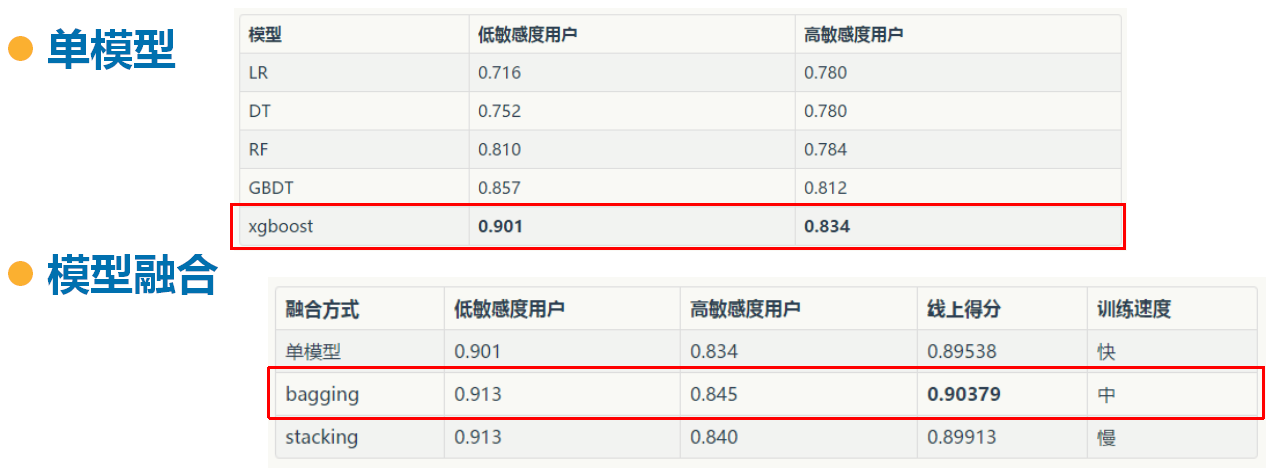 单模型
模型 低敏感度用户 高敏感度用户
LR 0.716 0.780
DT 0.752 0.780
RF 0.810 0.784
GBDT 0.857 0.812
xgboost 0.901 0.834
模型融合
融合方式 低敏感度用户 高敏感度用户 线上得分 训练速度
单模型 0.901 0.834 0.89538 快
bagging 0.913 0.845 0.90379 中
stacking 0.913 0.840 0.89913 慢